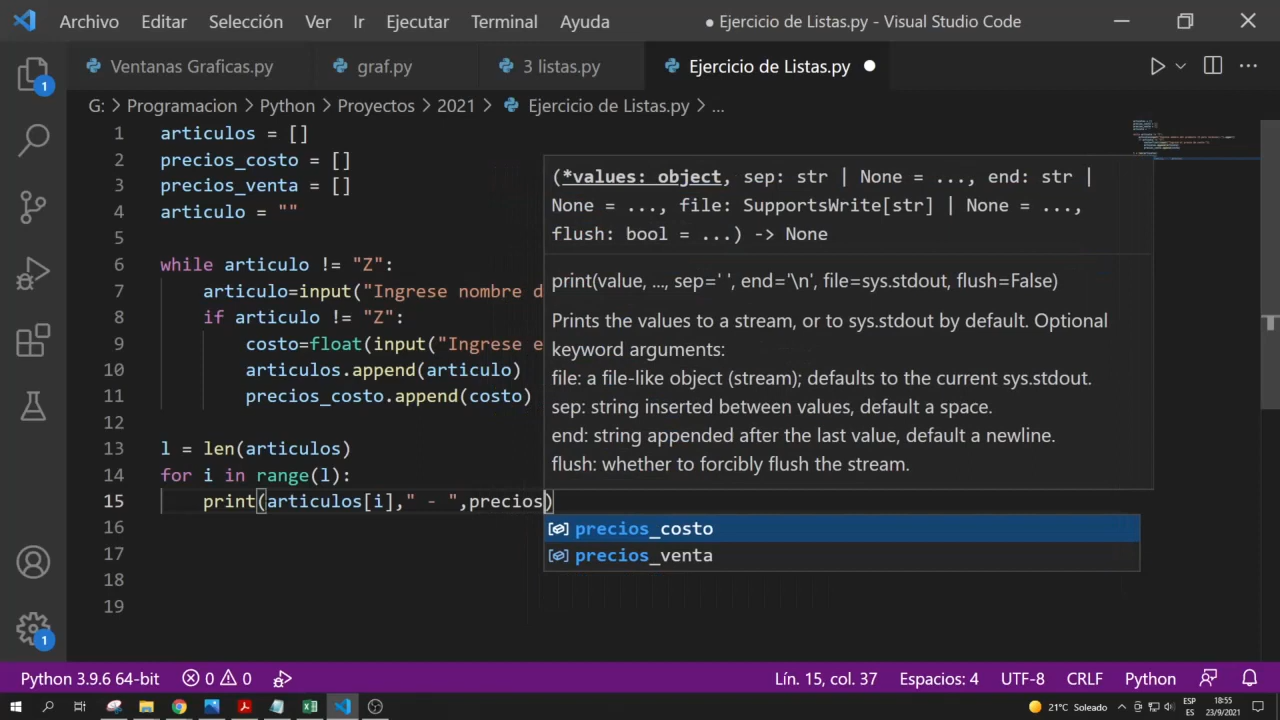 Archivo Editar Selección Ver Ir Ejecutar Terminal Ayuda ● Ejercicio de Listas.py - Visual Studio Code
Ventanas Graficas.py graf.py 3 listas.py Ejercicio de Listas.py
G: > Programacion > Python > Proyectos > 2021 > Ejercicio de Listas.py > ...
1 articulos = []
2 precios_costo = []
3 precios_venta = []
4 articulo = ""
5
6 while articulo != "Z":
7 articulo=input("Ingrese nombre d
8 if articulo != "Z":
9 costo=float(input("Ingrese e
10 articulos.append(articulo)
11 precios_costo.append(costo)
12
13 l = len(articulos)
14 for i in range(l):
15 print(articulos[i]," - ",precios)
16
17
18
19
(*values: object, sep: str | None = ..., end: str |
None = ..., file: SupportsWrite[str] | None = ...,
flush: bool = ...) -> None
print(value, ..., sep=' ', end='\n', file=sys.stdout, flush=False)
Prints the values to a stream, or to sys.stdout by default. Optional
keyword arguments:
file: a file-like object (stream); defaults to the current sys.stdout.
sep: string inserted between values, default a space.
end: string appended after the last value, default a newline.
flush: whether to forcibly flush the stream.
precios_costo
precios_venta
1
1
Python 3.9.6 64-bit 0 0 Lín. 15, col. 37 Espacios: 4 UTF-8 CRLF Python
21°C Soleado ESP ES 18:55 23/9/2021